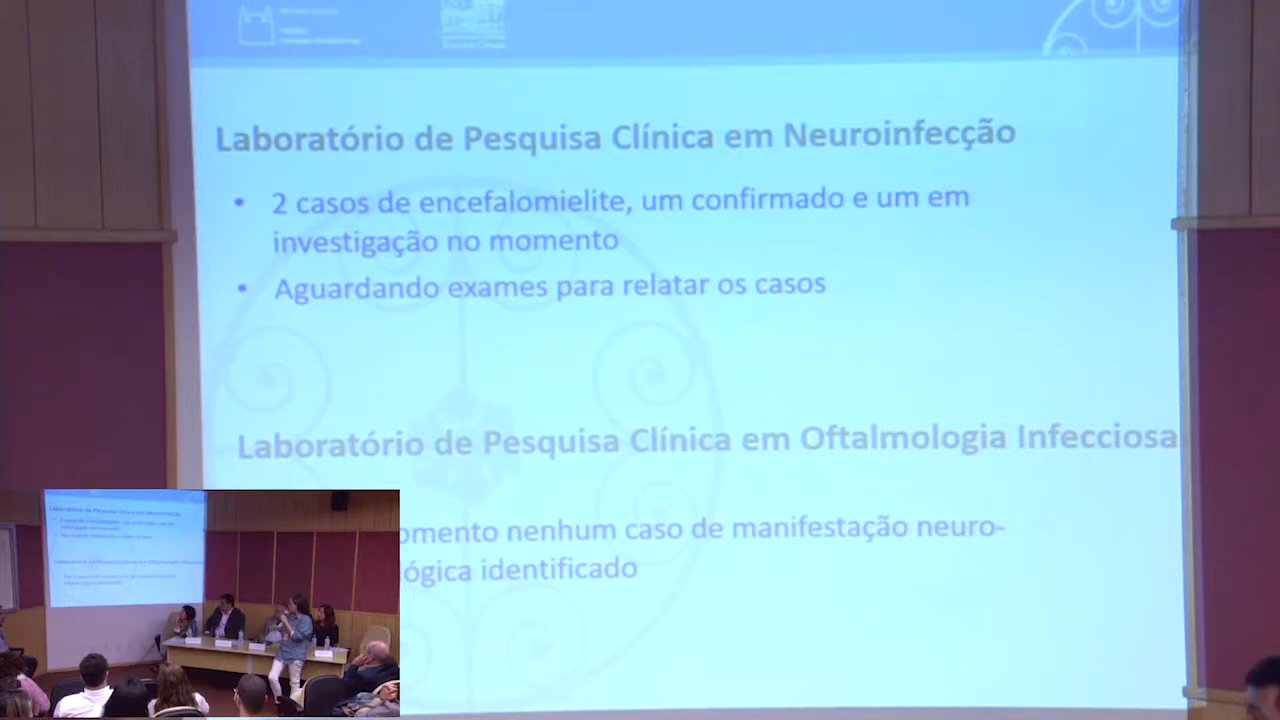 Laboratório de Pesquisa Clínica em Neuroinfecção
• 2 casos de encefalomielite, um confirmado e um em
investigação no momento
• Aguardando exames para relatar os casos
Laboratório de Pesquisa Clínica em Oftalmologia Infecciosa
omento nenhum caso de manifestação neuro-
ógica identificado